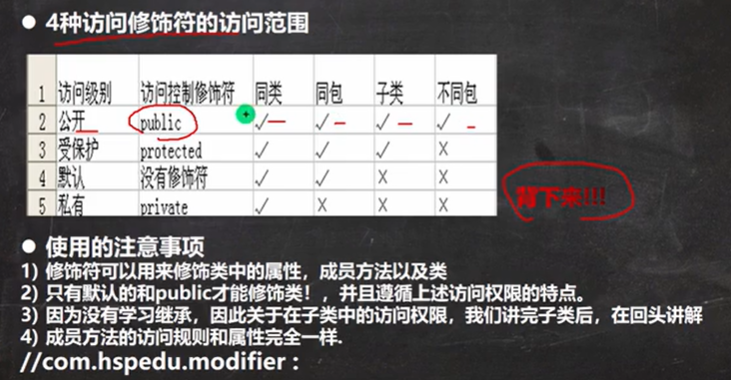 ● 4种访问修饰符的访问范围
1 访问级别 访问控制修饰符 同类 同包 子类 不同包
2 公开 public ✓ ✓ ✓ ✓
3 受保护 protected ✓ ✓ ✓ ×
4 默认 没有修饰符 ✓ ✓ × ×
5 私有 private ✓ × × ×
背下来!!!
● 使用的注意事项
1) 修饰符可以用来修饰类中的属性，成员方法以及类
2) 只有默认的和public才能修饰类！，并且遵循上述访问权限的特点。
3) 因为没有学习继承，因此关于在子类中的访问权限，我们讲完子类后，在回头讲解
4) 成员方法的访问规则和属性完全一样.
//com.hspedu.modifier :